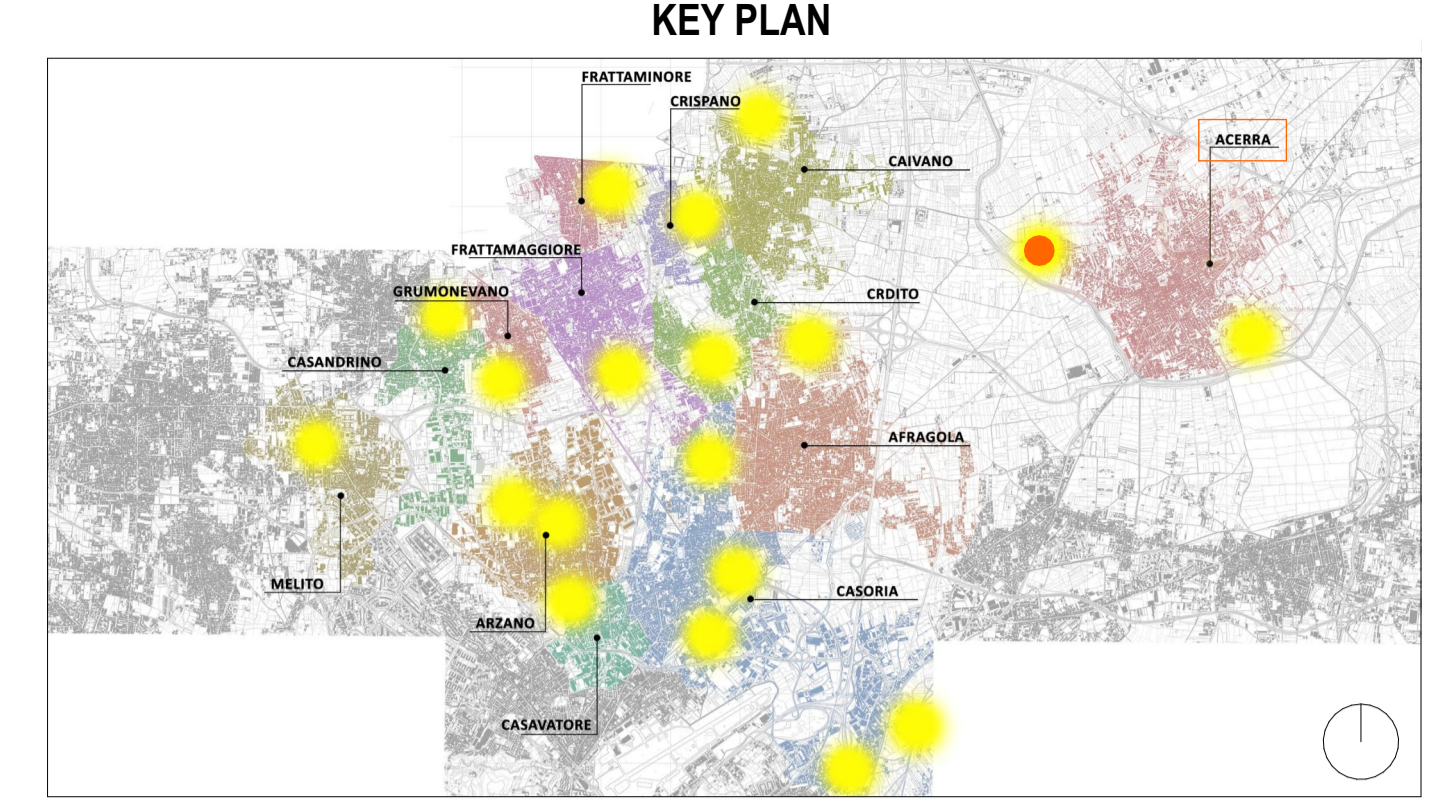 KEY PLAN
FRATTAMINORE
CRISPANO
ACERRA
CAIVANO
FRATTAMAGGIORE
GRUMONEVANO
CRDITO
CASANDRINO
AFRAGOLA
MELITO
CASORIA
ARZANO
CASAVATORE